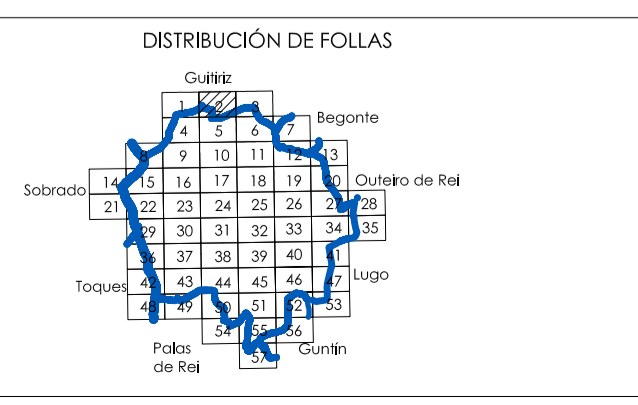 DISTRIBUCIÓN DE FOLLAS
Guitiriz
1 2 3
Begonte
4 5 6 7
8 9 10 11 12 13
Sobrado 14 15 16 17 18 19 20 Outeiro de Rei
21 22 23 24 25 26 27 28
29 30 31 32 33 34 35
36 37 38 39 40 41
Toques 42 43 44 45 46 47 Lugo
48 49 50 51 52 53
54 55 56
Palas de Rei
57
Guntín